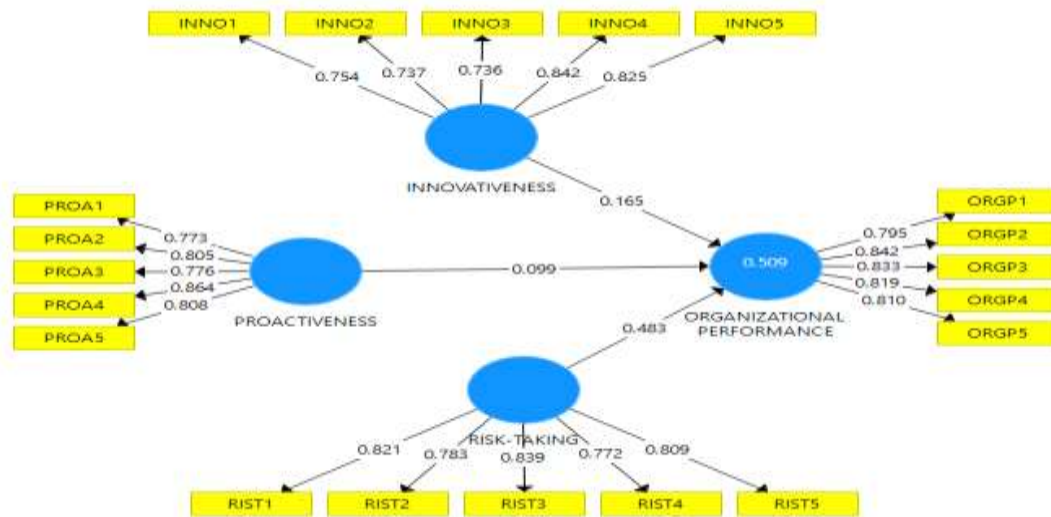 INNO1
INNO2
INNO3
INNO4
INNO5
0.754
0.737
0.736
0.842
0.825
INNOVATIVENESS
0.165
PROA1
PROA2
PROA3
PROA4
PROA5
0.773
0.805
0.776
0.864
0.808
PROACTIVENESS
0.099
0.509
ORGANIZATIONAL
PERFORMANCE
0.795
0.842
0.833
0.819
0.810
ORGP1
ORGP2
ORGP3
ORGP4
ORGP5
0.483
RISK-TAKING
0.821
0.783
0.839
0.772
0.809
RIST1
RIST2
RIST3
RIST4
RIST5